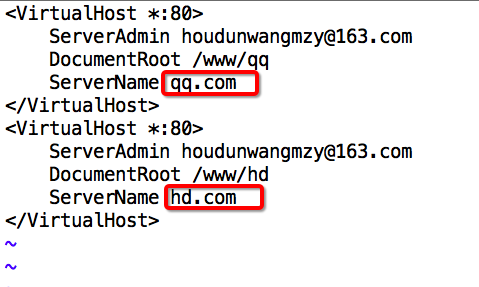 <VirtualHost *:80>
ServerAdmin houdunwangmzy@163.com
DocumentRoot /www/qq
ServerName qq.com
</VirtualHost>
<VirtualHost *:80>
ServerAdmin houdunwangmzy@163.com
DocumentRoot /www/hd
ServerName hd.com
</VirtualHost>
~
~